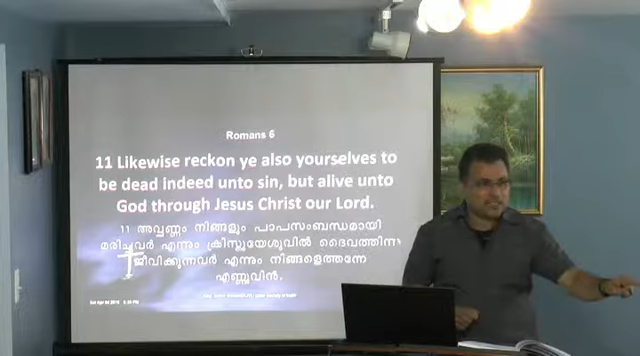 Romans 6
11 Likewise reckon ye also yourselves to
be dead indeed unto sin, but alive unto
God through Jesus Christ our Lord.
11 അവ്വണ്ണം നിങ്ങളും പാപസംബന്ധമായി
മരിച്ചവർ എന്നും ക്രിസ്തുയേശുവിൽ ദൈവത്തിന്നു
ജീവിക്കുന്നവർ എന്നും നിങ്ങളെത്തന്നേ
എണ്ണുവിൻ.